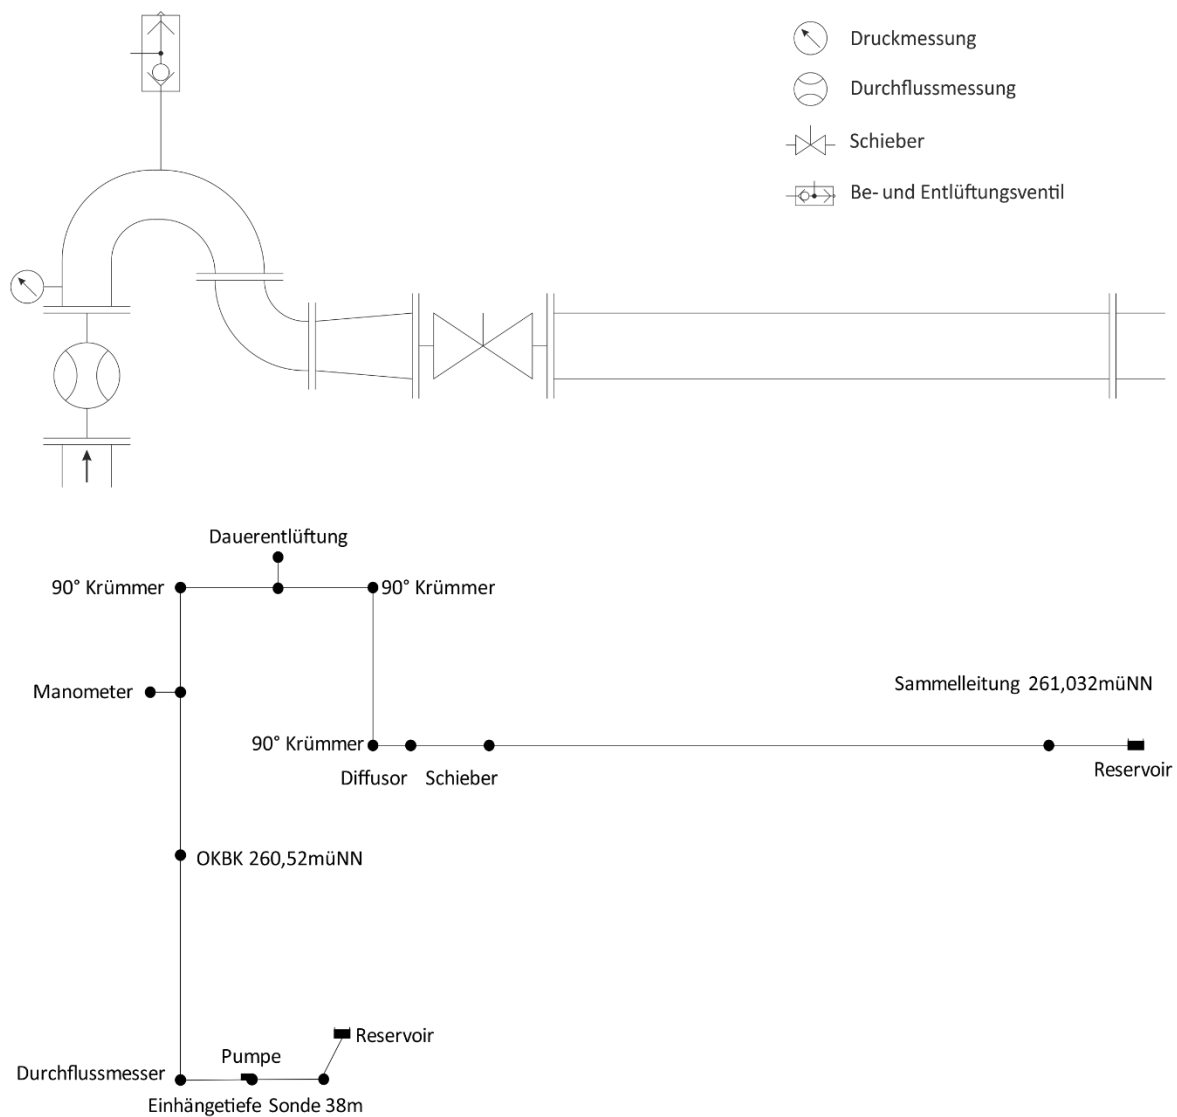 Druckmessung
Durchflussmessung
Schieber
Be- und Entlüftungsventil
Dauerentlüftung
90° Krümmer
90° Krümmer
Manometer
Sammelleitung 261,032müNN
90° Krümmer
Diffusor
Schieber
Reservoir
OKBK 260,52müNN
Reservoir
Pumpe
Durchflussmesser
Einhängetiefe Sonde 38m